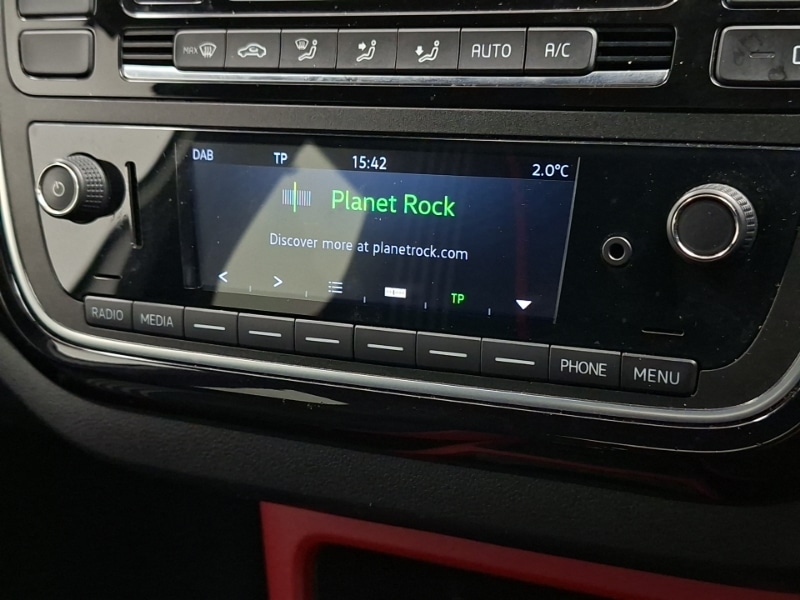 MAX AUTO A/C
DAB TP 15:42 2.0°C
Planet Rock
Discover more at planetrock.com
< > TP
RADIO MEDIA PHONE MENU